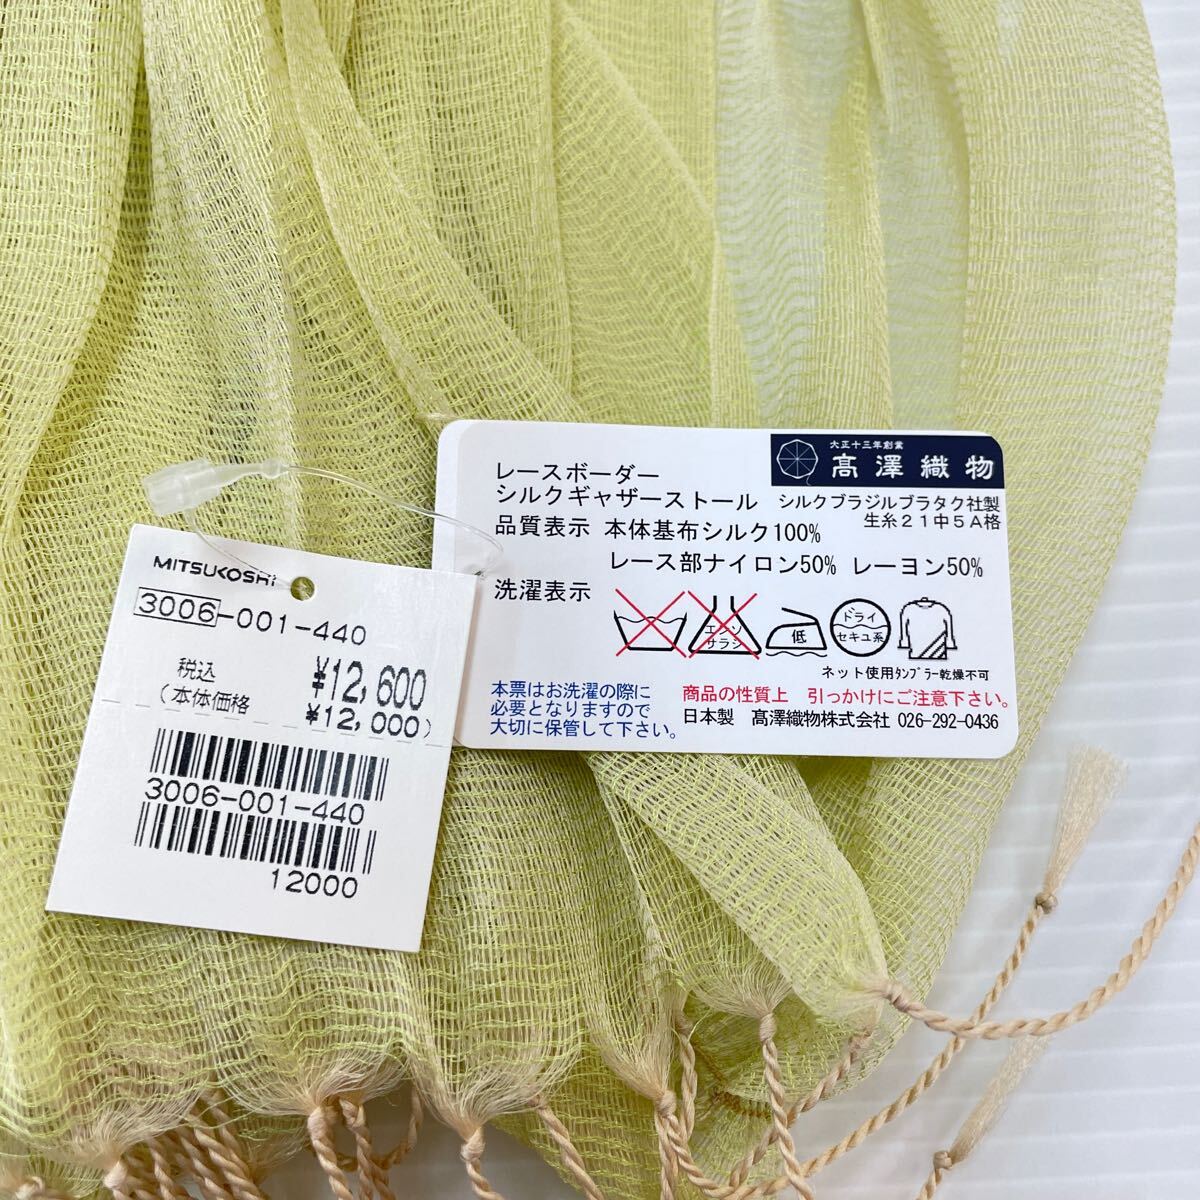 MITSUKOSHI
3006-001-440
税込 ¥12,600
(本体価格 ¥12,000)
3006-001-440
12000
大正十三年創業
髙澤織物
レースボーダー
シルクギャザーストール
シルクブラジルブラタク社製
生糸21中5A格
品質表示 本体基布シルク100%
レース部ナイロン50% レーヨン50%
洗濯表示
エンソ
サラシ
低
ドライ
セキユ系
ネット使用タンブラー乾燥不可
本票はお洗濯の際に
必要となりますので
大切に保管して下さい。
商品の性質上 引っかけにご注意下さい。
日本製 髙澤織物株式会社 026-292-0436